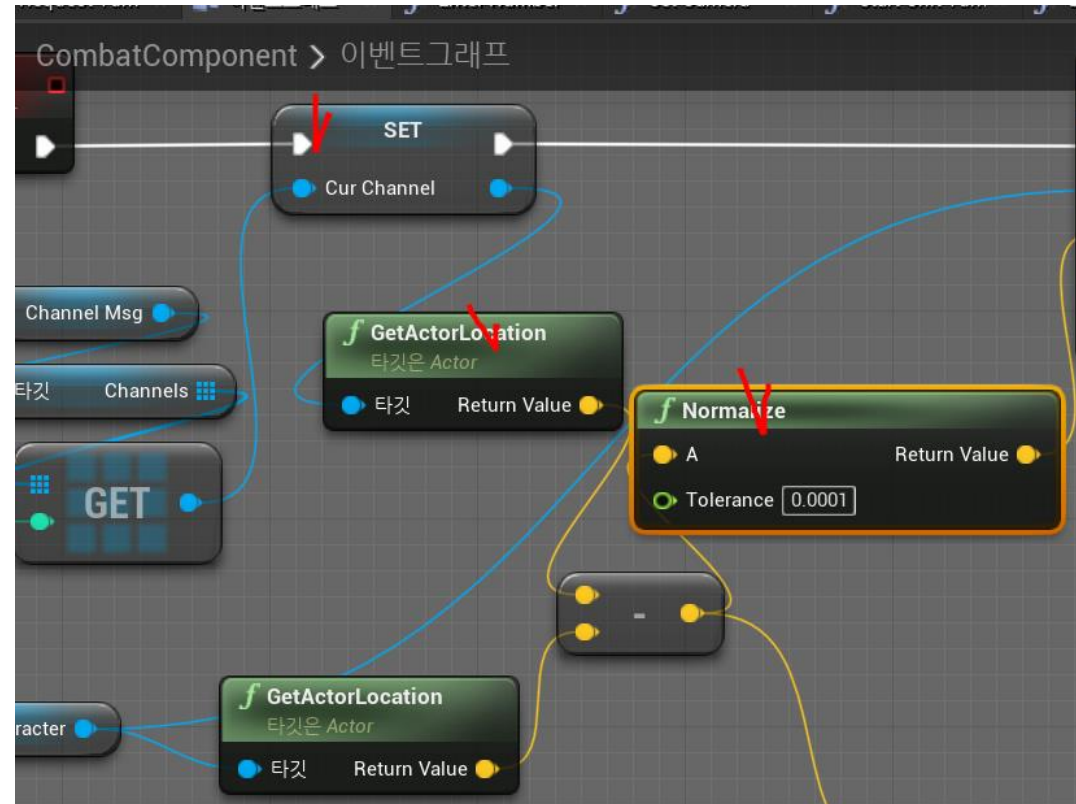 CombatComponent > 이벤트그래프
SET
Cur Channel
Channel Msg
GetActorLocation
타깃은 Actor
타깃 Channels
타깃 Return Value
Normalize
A Return Value
Tolerance 0.0001
GET
-
GetActorLocation
타깃은 Actor
racter
타깃 Return Value